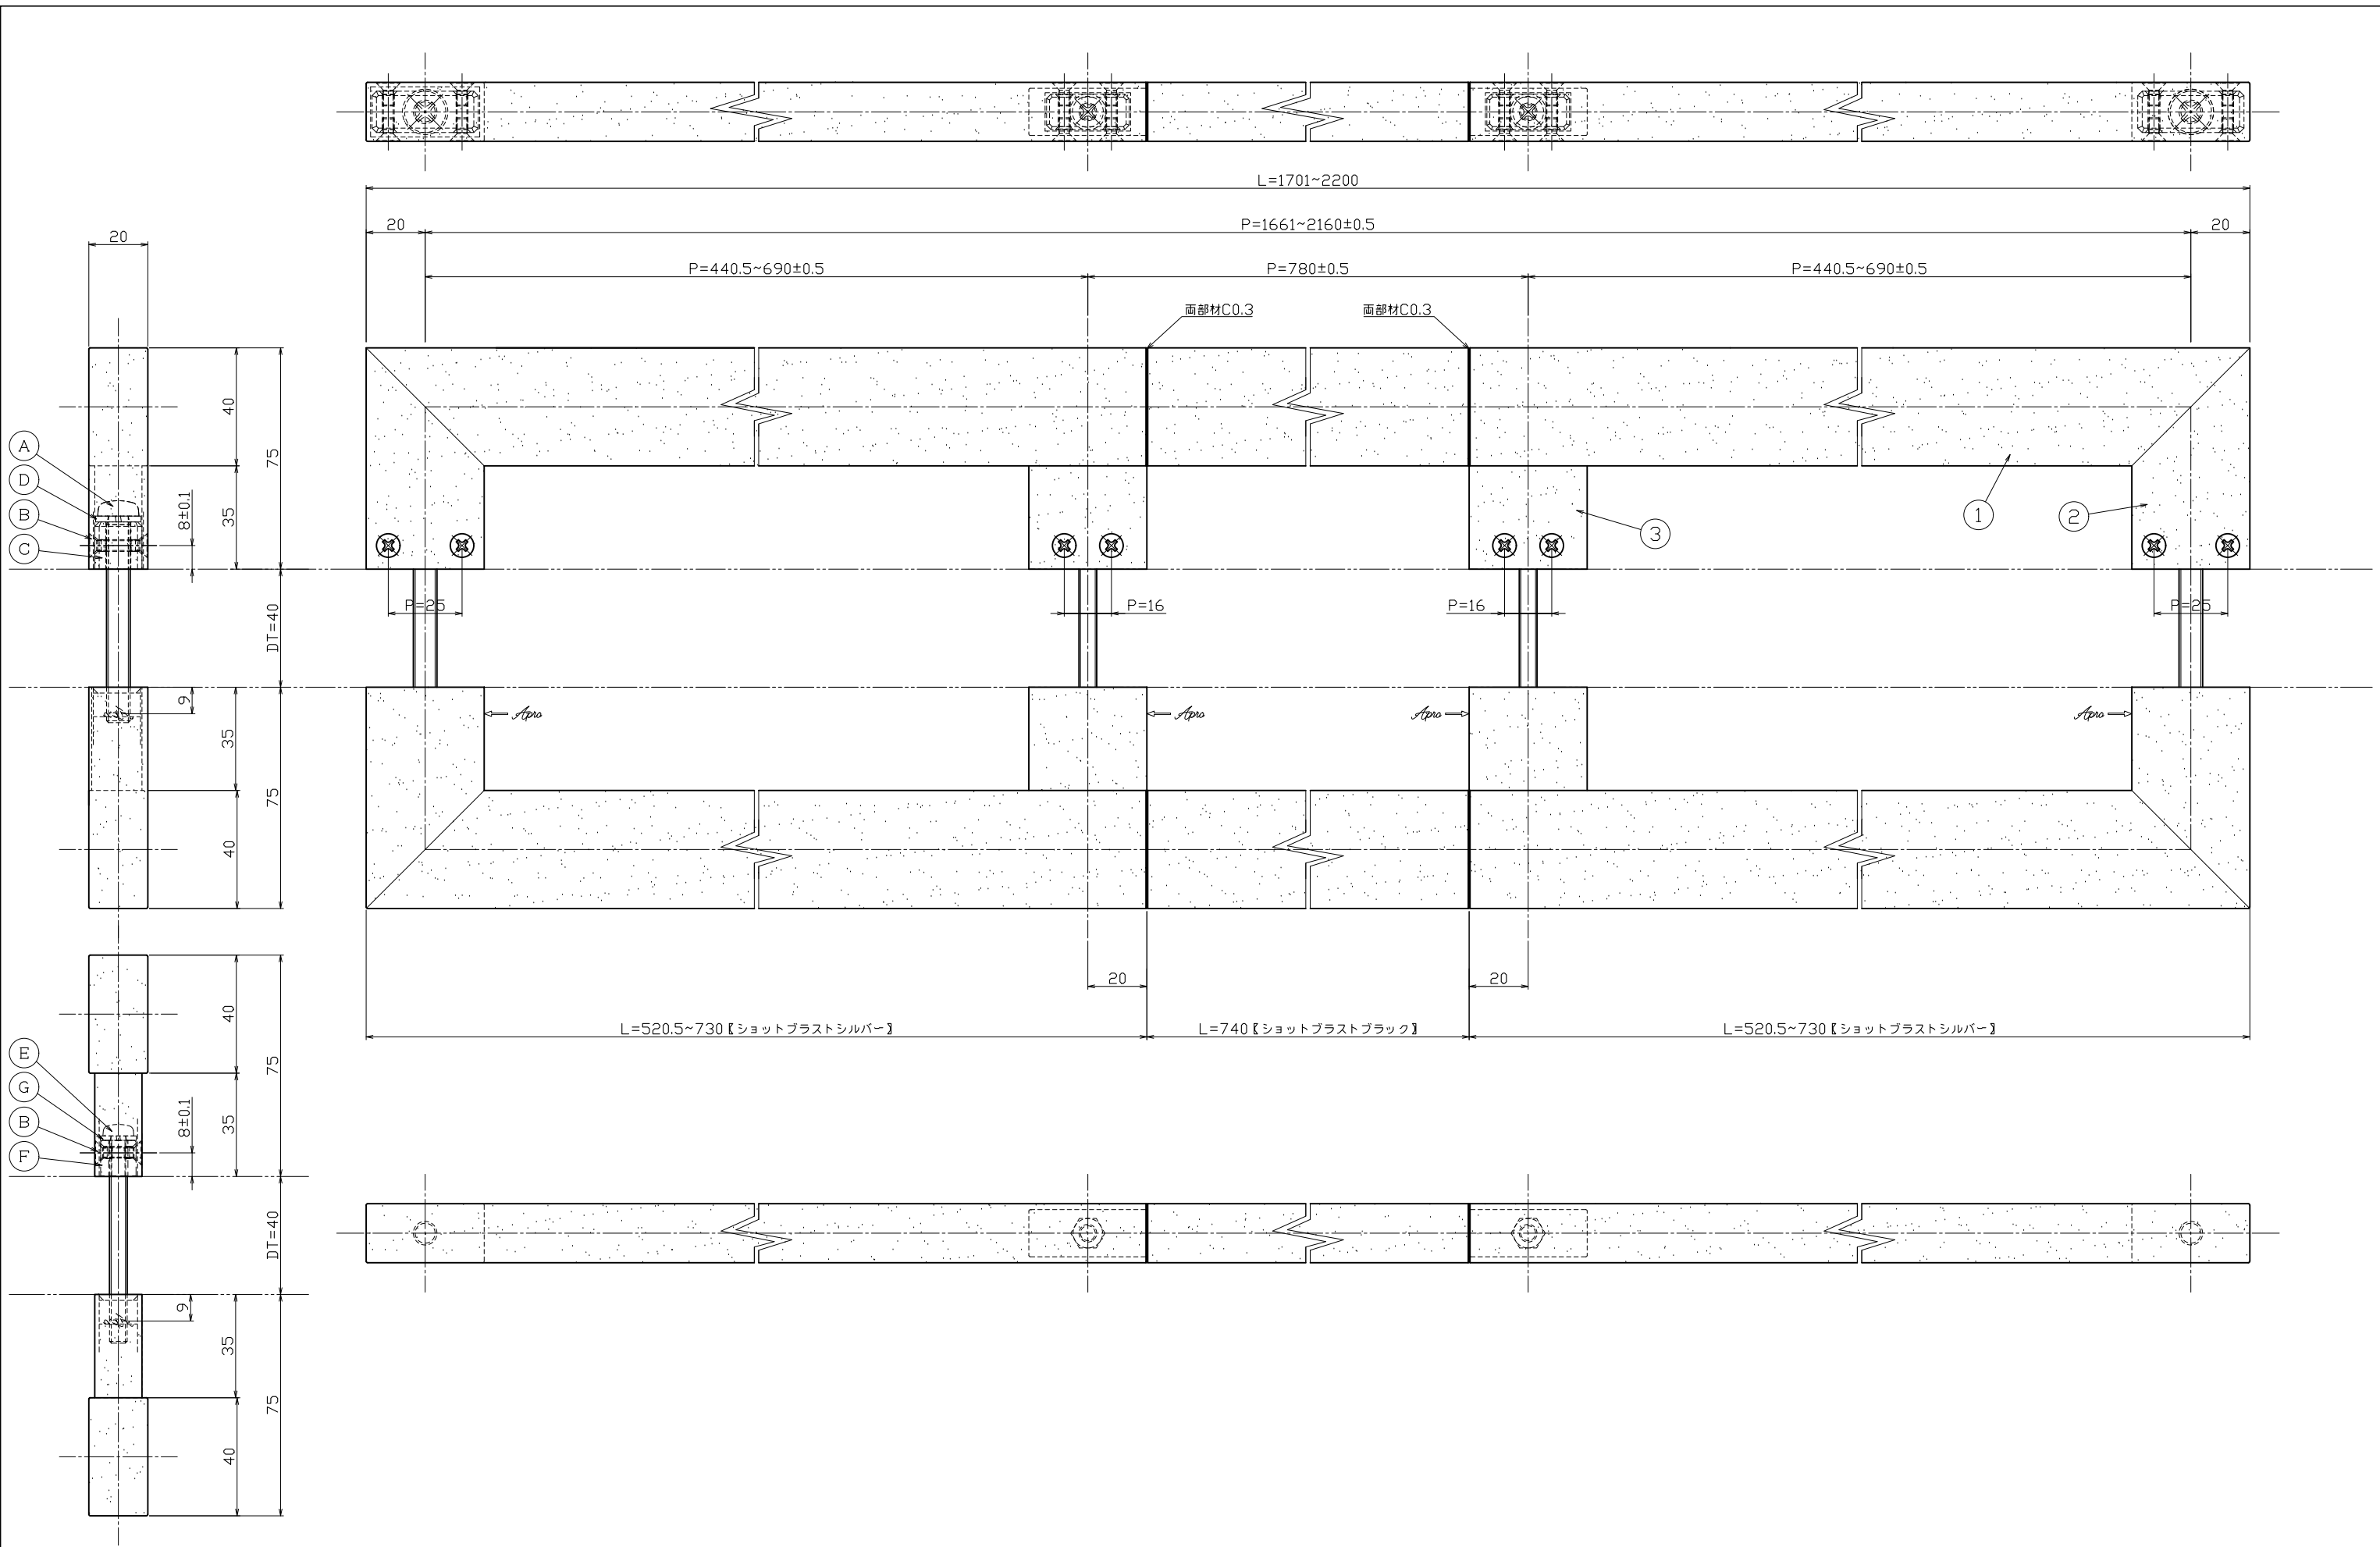 L=1701~2200
20
P=1661~2160±0.5
20
20
P=440.5~690±0.5
P=780±0.5
P=440.5~690±0.5
両部材C0.3
両部材C0.3
40
75
A
D
B
C
8±0.1
35
3
1
2
P=25
P=16
P=16
P=25
DT=40
9
Apro
Apro
Apro
Apro
35
75
40
20
20
40
L=520.5~730〖ショットブラストシルバー〗
L=740〖ショットブラストブラック〗
L=520.5~730〖ショットブラストシルバー〗
75
E
G
B
F
8±0.1
35
DT=40
9
35
75
40